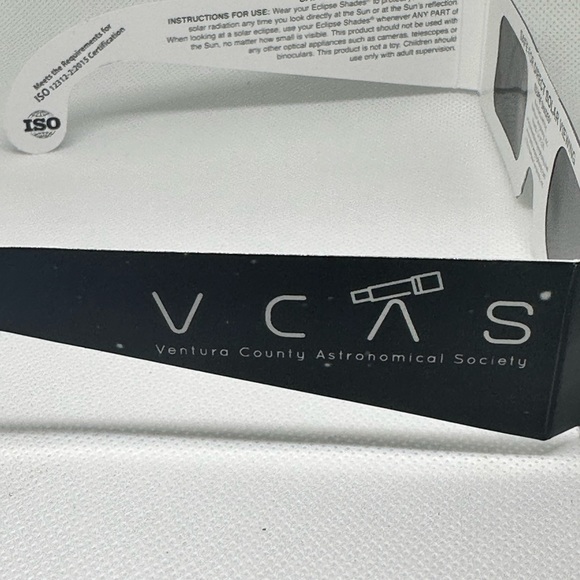 INSTRUCTIONS FOR USE: Wear your Eclipse Shades® to
solar radiation any time you look directly at the Sun or at the Sun's reflection
When looking at a solar eclipse, use your Eclipse Shades® whenever ANY PART of
the Sun, no matter how small is visible. This product should not be used with
any other optical appliances such as cameras, telescopes or
binoculars. This product is not a toy. Children should
use only with adult supervision.
Meets the Requirements for
ISO 12312-2:2015 Certification
ISO
SOLAR VIEWING
VCAS
Ventura County Astronomical Society